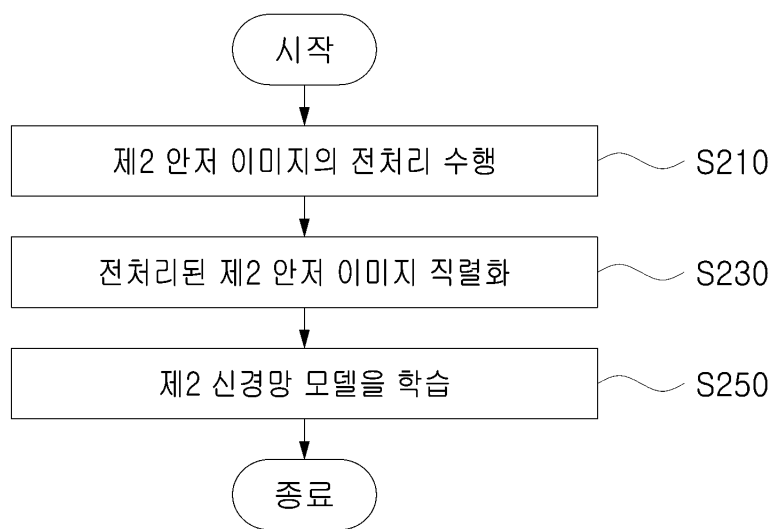 시작
제2 안저 이미지의 전처리 수행
S210
전처리된 제2 안저 이미지 직렬화
S230
제2 신경망 모델을 학습
S250
종료